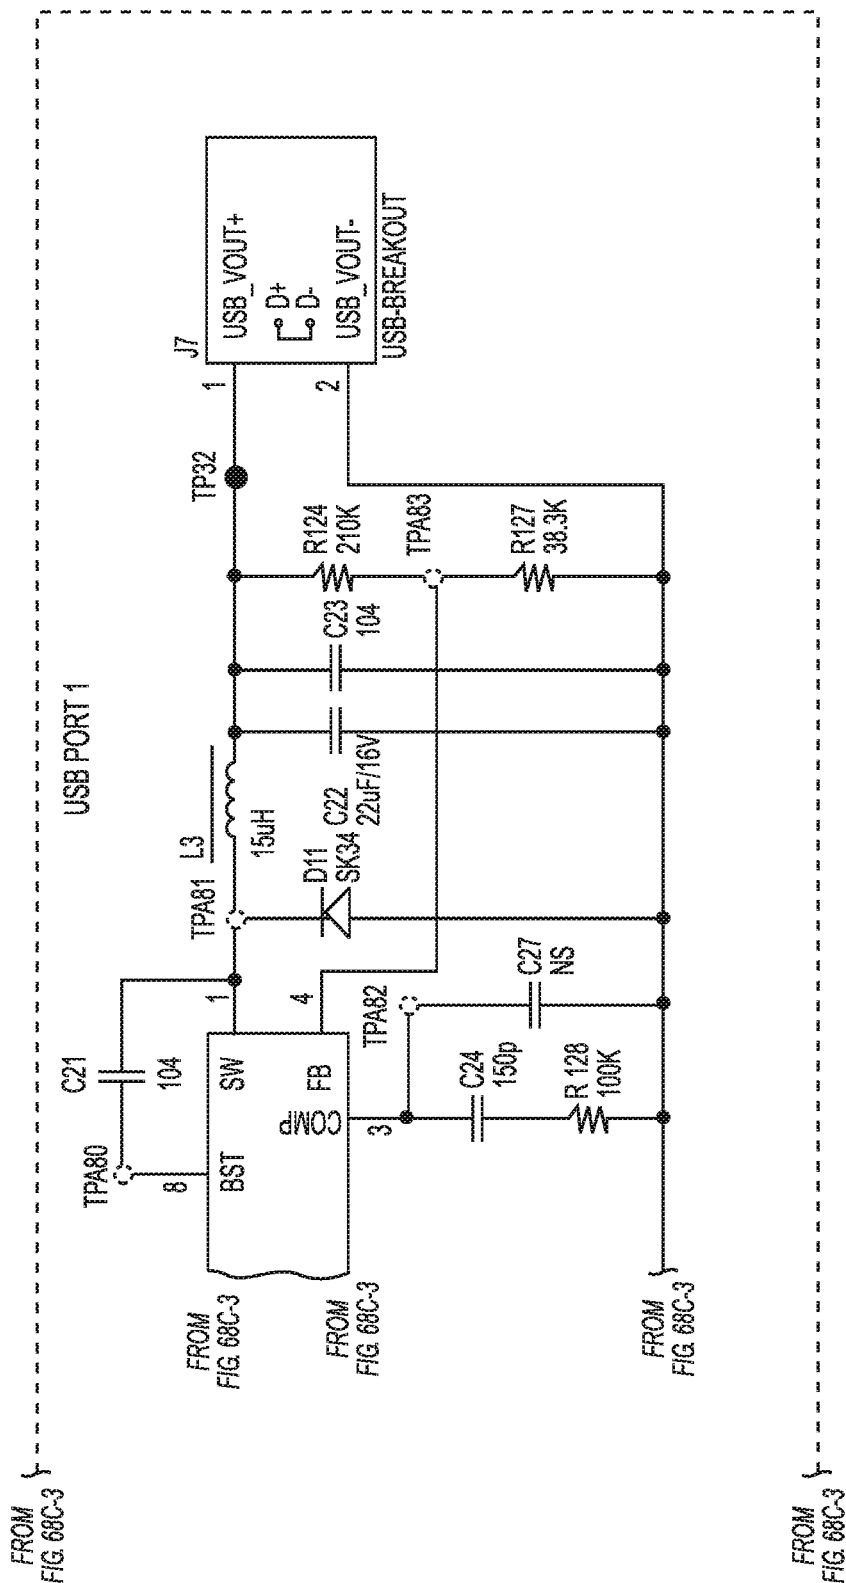 USB PORT 1
J7
USB_VOUT+
D+
D-
USB_VOUT-
USB-BREAKOUT
1
2
TP32
R124
210K
TPA83
R127
38.3K
C23
104
C22
22uF/16V
L3
15uH
D11
SK34
TPA81
1
4
TPA82
C27
NS
C21
104
SW
FB
COMP
BST
3
C24
150p
R 128
100K
TPA80
8
FROM
FIG. 68C-3
FROM
FIG. 68C-3
FROM
FIG. 68C-3
FROM
FIG. 68C-3
FROM
FIG. 68C-3